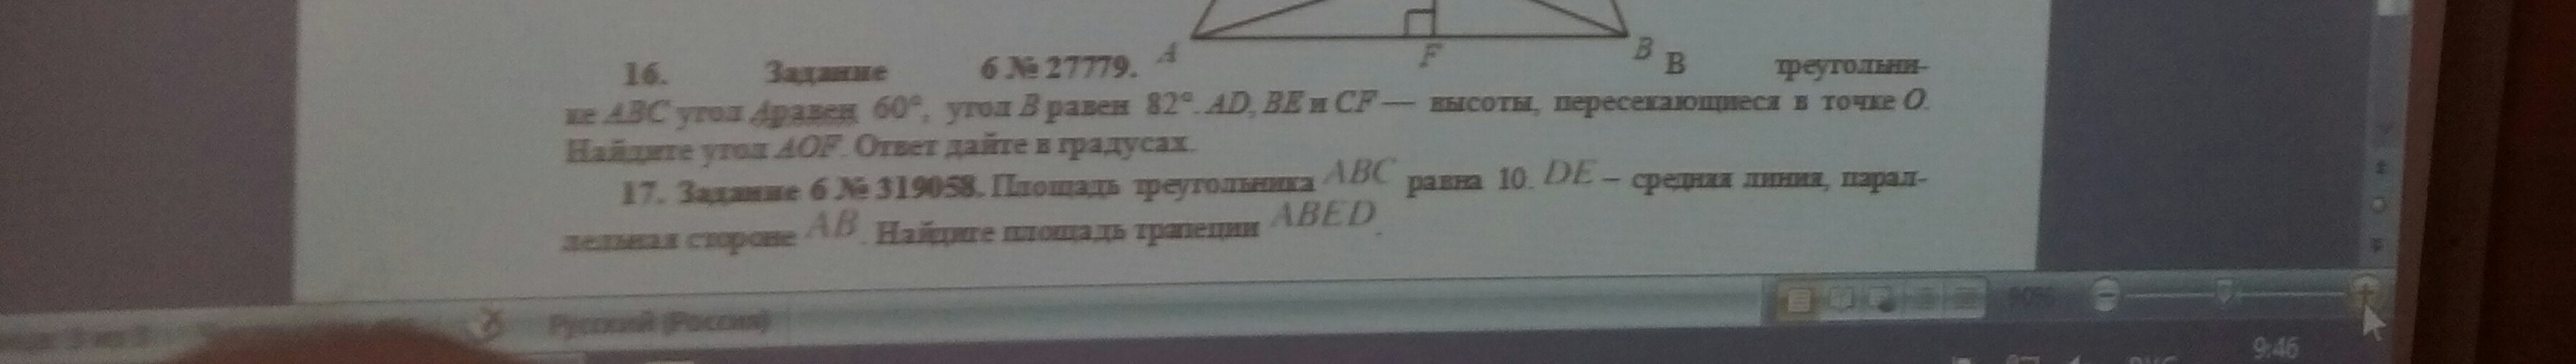 A F B
16. Задание 6 № 27779. В треугольни-
ке ABC угол A равен 60°, угол B равен 82°. AD, BE и CF — высоты, пересекающиеся в точке O.
Найдите угол AOF. Ответ дайте в градусах.
17. Задание 6 № 319058. Площадь треугольника ABC равна 10. DE – средняя линия, парал-
лельная стороне AB. Найдите площадь трапеции ABED.
Русский (Россия) 90%
9:46